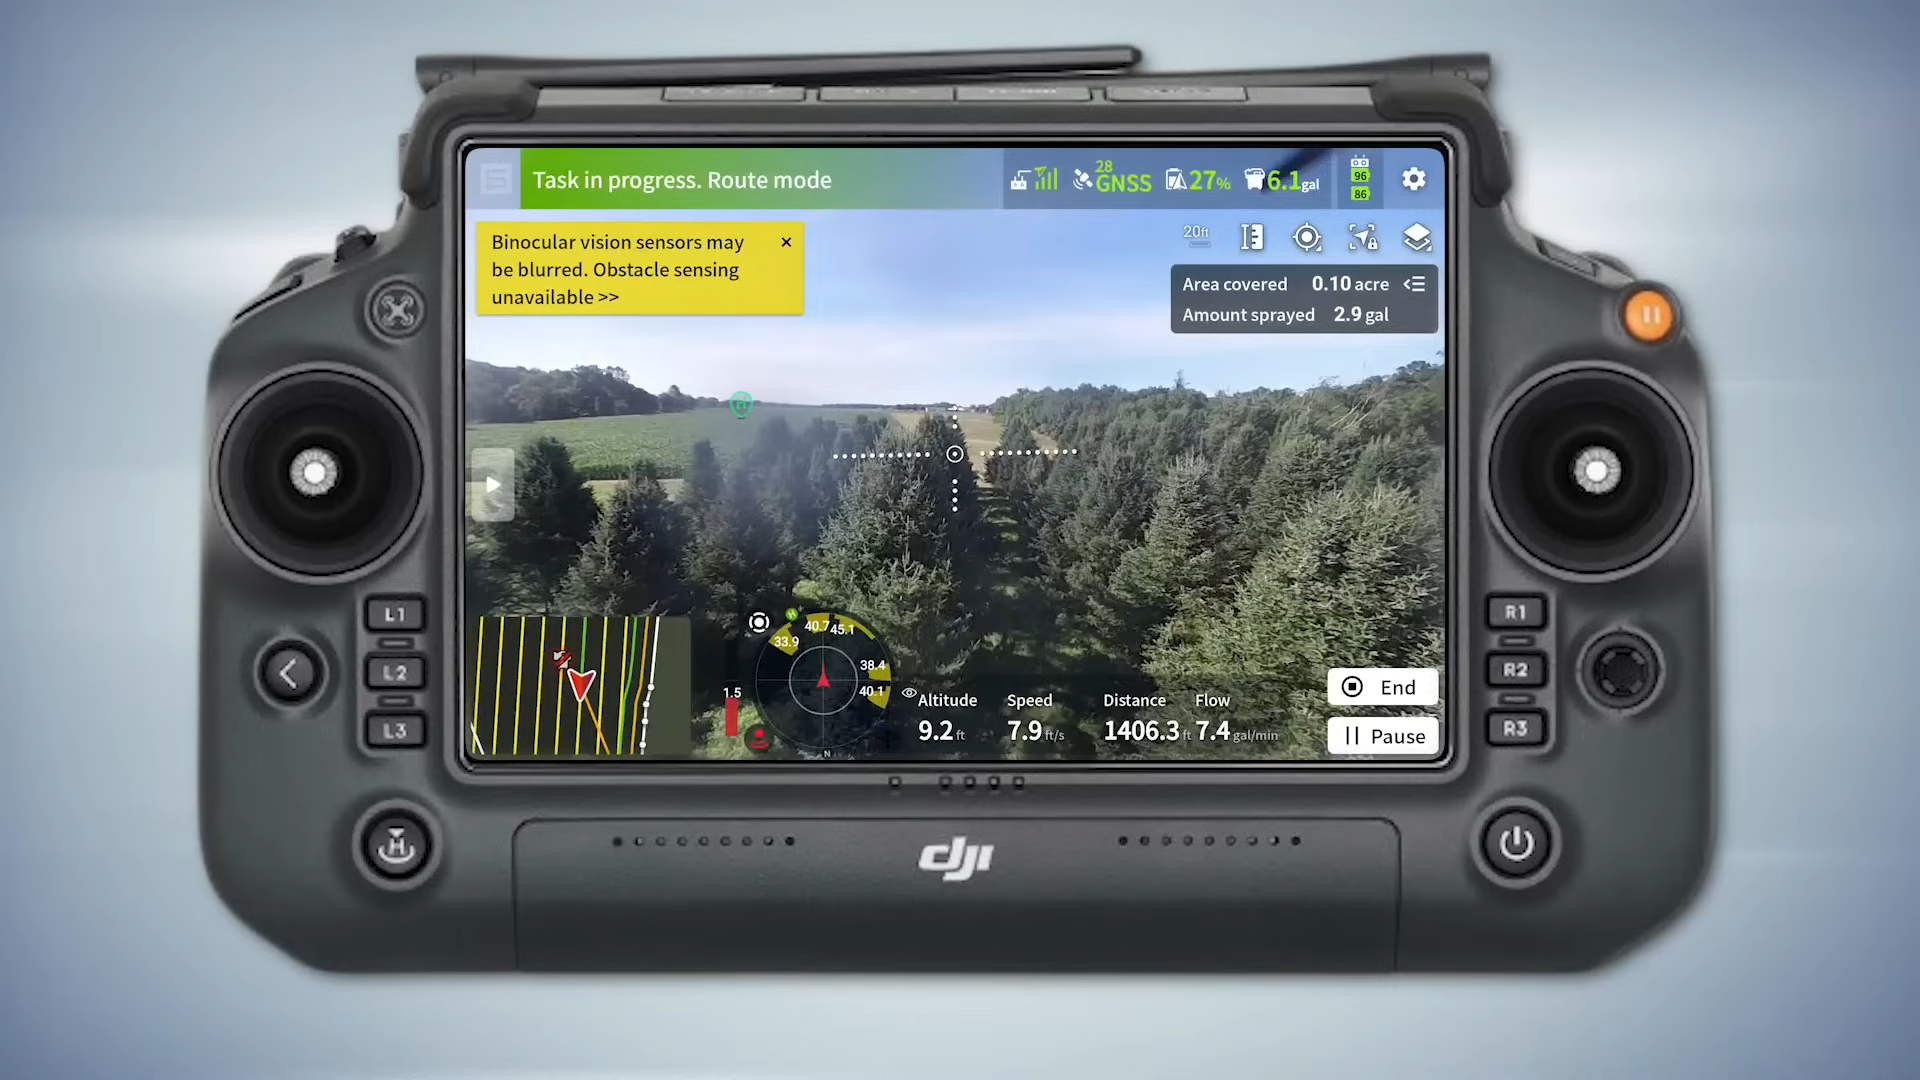 Task in progress. Route mode
28
GNSS
27%
6.1gal
96
86
Binocular vision sensors may
be blurred. Obstacle sensing
unavailable >>
20ft
Area covered 0.10 acre
Amount sprayed 2.9 gal
L1
L2
L3
R1
R2
R3
33.9
40.7
45.1
38.4
40.1
1.5
N
Altitude
9.2 ft
Speed
7.9 ft/s
Distance
1406.3 ft
Flow
7.4 gal/min
End
Pause
H
H
dji